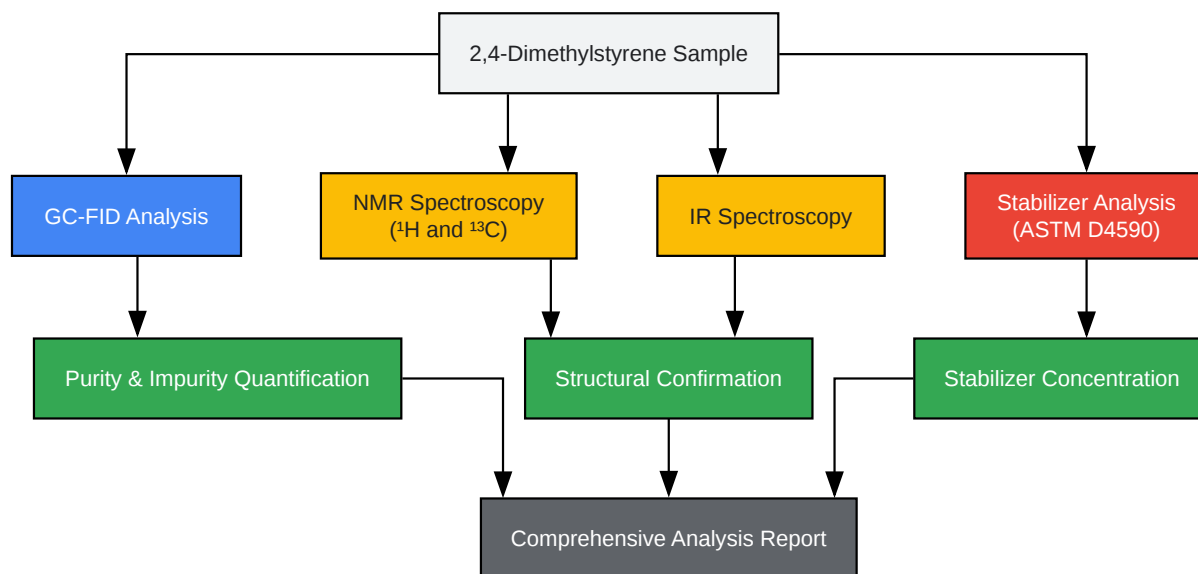 2,4-Dimethylstyrene Sample
GC-FID Analysis
NMR Spectroscopy
(¹H and ¹³C)
IR Spectroscopy
Stabilizer Analysis
(ASTM D4590)
Purity & Impurity Quantification
Structural Confirmation
Stabilizer Concentration
Comprehensive Analysis Report